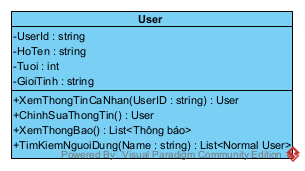 User
-UserId : string
-HoTen : string
-Tuoi : int
-GioiTinh : string
+XemThongTinCaNhan(UserID : string) : User
+ChinhSuaThongTin() : User
+XemThongBao() : List<Thông báo>
+TimKiemNguoiDung(Name : string) : List<Normal User>
Powered By: Visual Paradigm Community Edition